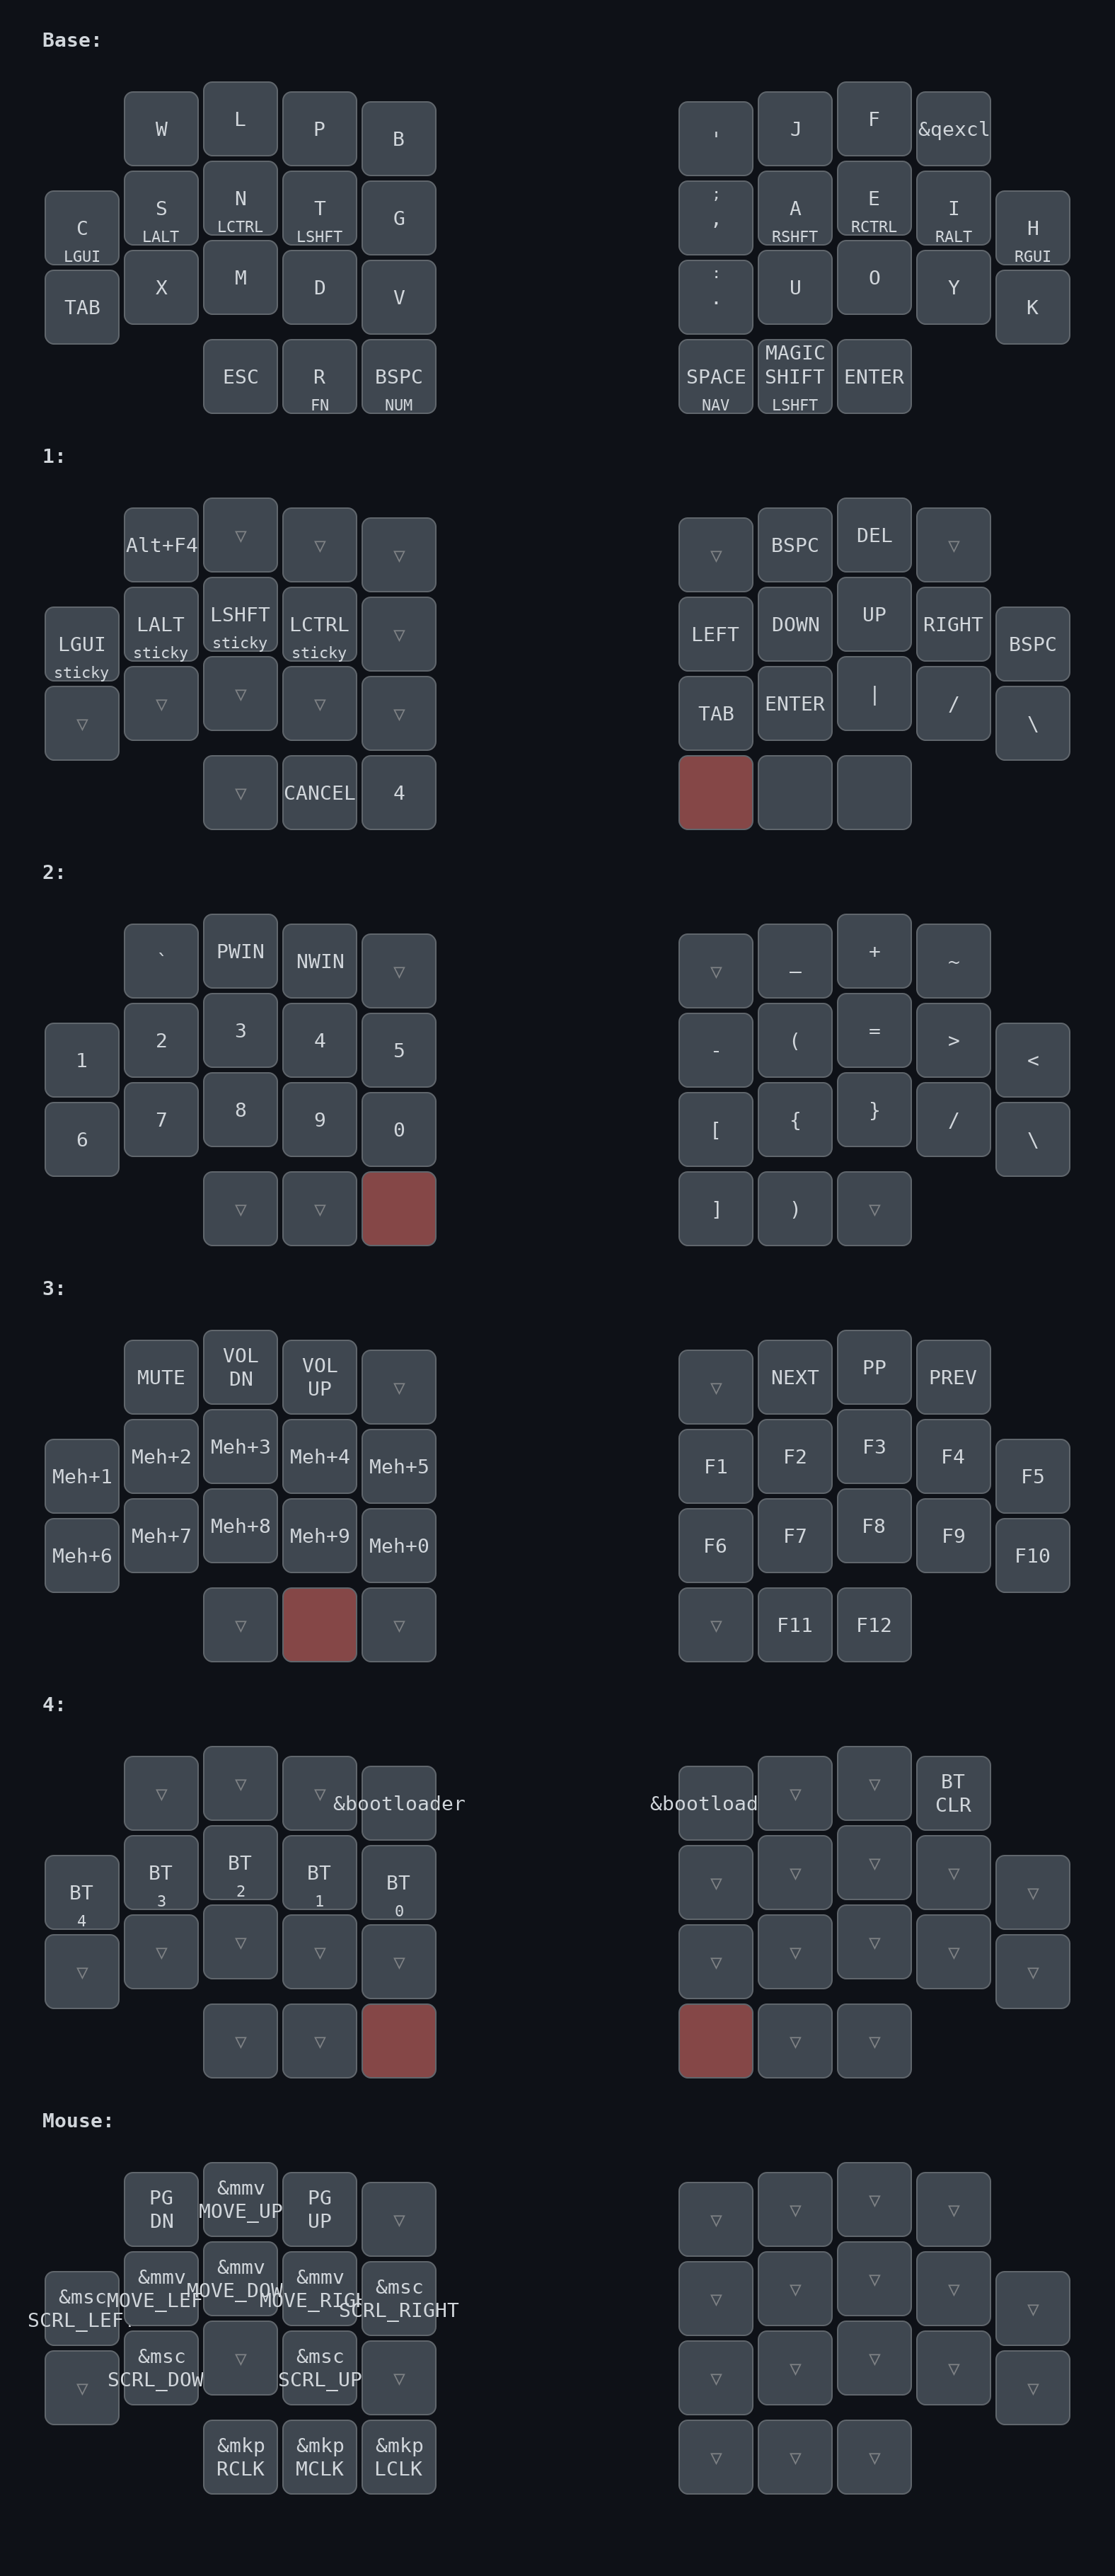 Base:
W L P B ' J F &qexcl
C LGUI S LALT N LCTRL T LSHFT G ; , A RSHFT E RCTRL I RALT H RGUI
TAB X M D V : . U O Y K
ESC R FN BSPC NUM SPACE NAV MAGIC SHIFT LSHFT ENTER
1:
Alt+F4 ▽ ▽ ▽ ▽ BSPC DEL ▽
LGUI sticky LALT sticky LSHFT sticky LCTRL sticky ▽ LEFT DOWN UP RIGHT BSPC
▽ ▽ ▽ ▽ ▽ TAB ENTER | / \
▽ CANCEL 4
2:
` PWIN NWIN ▽ ▽ _ + ~
1 2 3 4 5 - ( = > <
6 7 8 9 0 [ { } / \
▽ ▽ ] ) ▽
3:
MUTE VOL DN VOL UP ▽ ▽ NEXT PP PREV
Meh+1 Meh+2 Meh+3 Meh+4 Meh+5 F1 F2 F3 F4 F5
Meh+6 Meh+7 Meh+8 Meh+9 Meh+0 F6 F7 F8 F9 F10
▽ ▽ ▽ F11 F12
4:
▽ ▽ ▽ &bootloader &bootload ▽ ▽ BT CLR
BT 4 BT 3 BT 2 BT 1 BT 0 ▽ ▽ ▽ ▽ ▽
▽ ▽ ▽ ▽ ▽ ▽ ▽ ▽ ▽ ▽
▽ ▽ ▽ ▽
Mouse:
PG DN &mmv MOVE_UP PG UP ▽ ▽ ▽ ▽ ▽
&msc SCRL_LEF &mmv MOVE_LEF &mmv MOVE_DOW &mmv MOVE_RIGH &msc SCRL_RIGHT ▽ ▽ ▽ ▽ ▽
▽ &msc SCRL_DOW ▽ &msc SCRL_UP ▽ ▽ ▽ ▽ ▽ ▽
&mkp RCLK &mkp MCLK &mkp LCLK ▽ ▽ ▽